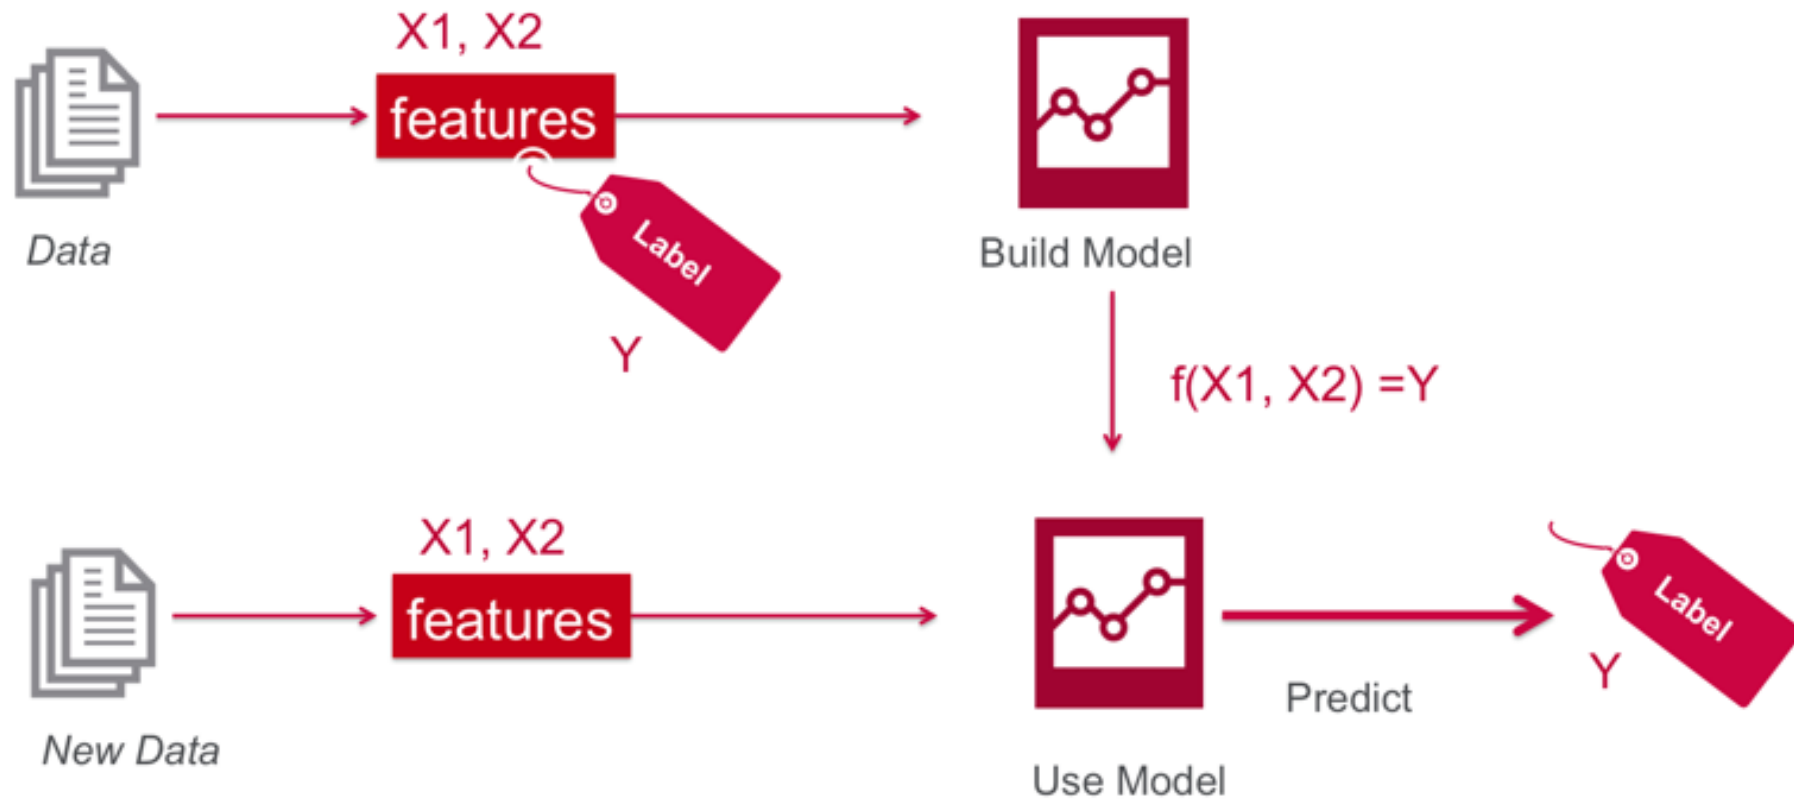 X1, X2
features
Label
Data
Build Model
Y
f(X1, X2) =Y
X1, X2
features
Label
Y
Predict
New Data
Use Model